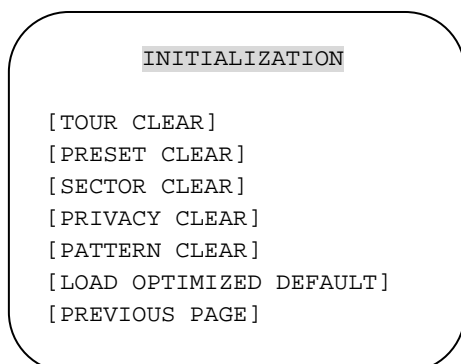 INITIALIZATION
[TOUR CLEAR]
[PRESET CLEAR]
[SECTOR CLEAR]
[PRIVACY CLEAR]
[PATTERN CLEAR]
[LOAD OPTIMIZED DEFAULT]
[PREVIOUS PAGE]